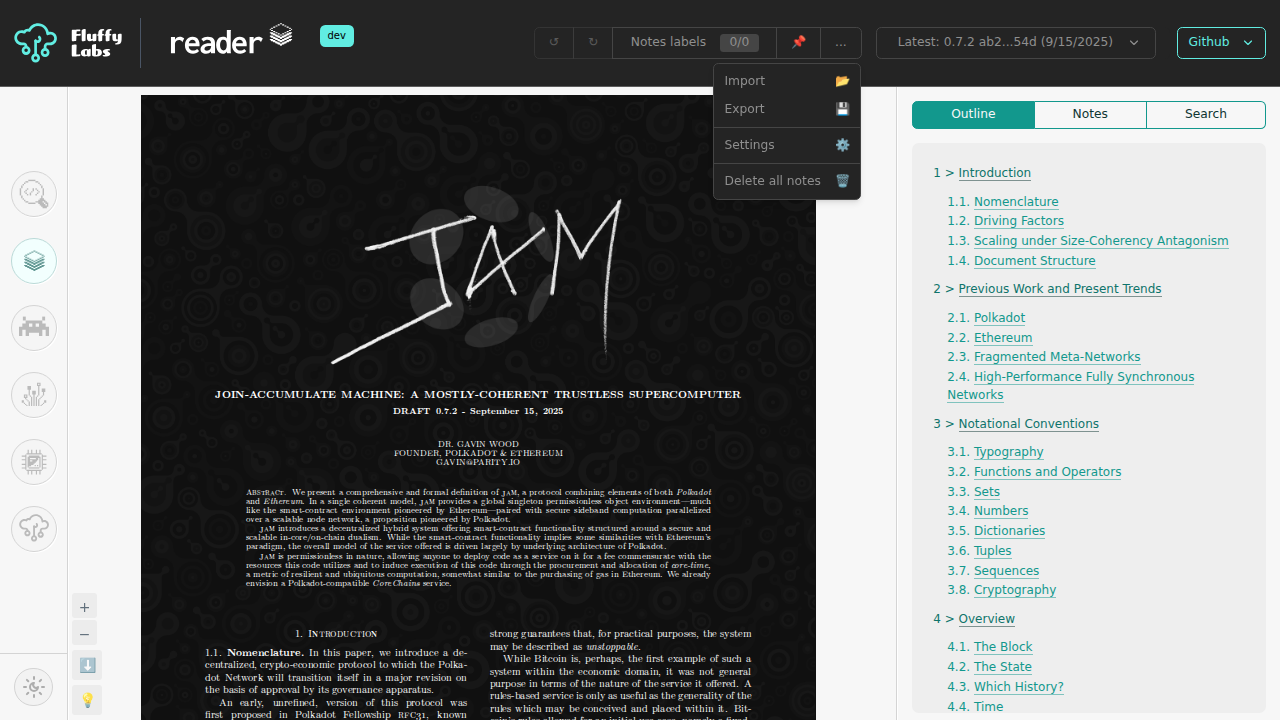 Fluffy Labs
reader
dev
Notes labels 0/0
...
Latest: 0.7.2 ab2...54d (9/15/2025)
Github
Import
Export
Settings
Delete all notes
Outline
Notes
Search
JAM
JOIN-ACCUMULATE MACHINE: A MOSTLY-COHERENT TRUSTLESS SUPERCOMPUTER
DRAFT 0.7.2 - September 15, 2025
DR. GAVIN WOOD
FOUNDER, POLKADOT & ETHEREUM
GAVIN@PARITY.IO
Abstract. We present a comprehensive and formal definition of Jam, a protocol combining elements of both Polkadot
and Ethereum. In a single coherent model, Jam provides a global singleton permissionless object environment—much
like the smart-contract environment pioneered by Ethereum—paired with secure sideband computation parallelized
over a scalable node network, a proposition pioneered by Polkadot.
Jam introduces a decentralized hybrid system offering smart-contract functionality structured around a secure and
scalable in-core/on-chain dualism. While the smart-contract functionality implies some similarities with Ethereum's
paradigm, the overall model of the service offered is driven largely by underlying architecture of Polkadot.
Jam is permissionless in nature, allowing anyone to deploy code as a service on it for a fee commensurate with the
resources this code utilizes and to induce execution of this code through the procurement and allocation of core-time,
a metric of resilient and ubiquitous computation, somewhat similar to the purchasing of gas in Ethereum. We already
envision a Polkadot-compatible CoreChains service.
1. Introduction
1.1. Nomenclature. In this paper, we introduce a de-
centralized, crypto-economic protocol to which the Polka-
dot Network will transition itself in a major revision on
the basis of approval by its governance apparatus.
An early, unrefined, version of this protocol was
first proposed in Polkadot Fellowship RFC31, known
strong guarantees that, for practical purposes, the system
may be described as unstoppable.
While Bitcoin is, perhaps, the first example of such a
system within the economic domain, it was not general
purpose in terms of the nature of the service it offered. A
rules-based service is only as useful as the generality of the
rules which may be conceived and placed within it. Bit-
1 > Introduction
1.1. Nomenclature
1.2. Driving Factors
1.3. Scaling under Size-Coherency Antagonism
1.4. Document Structure
2 > Previous Work and Present Trends
2.1. Polkadot
2.2. Ethereum
2.3. Fragmented Meta-Networks
2.4. High-Performance Fully Synchronous
Networks
3 > Notational Conventions
3.1. Typography
3.2. Functions and Operators
3.3. Sets
3.4. Numbers
3.5. Dictionaries
3.6. Tuples
3.7. Sequences
3.8. Cryptography
4 > Overview
4.1. The Block
4.2. The State
4.3. Which History?
4.4. Time
+
−